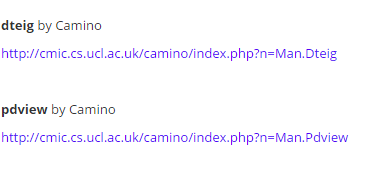 dteig by Camino
http://cmic.cs.ucl.ac.uk/camino/index.php?n=Man.Dteig
pdview by Camino
http://cmic.cs.ucl.ac.uk/camino/index.php?n=Man.Pdview